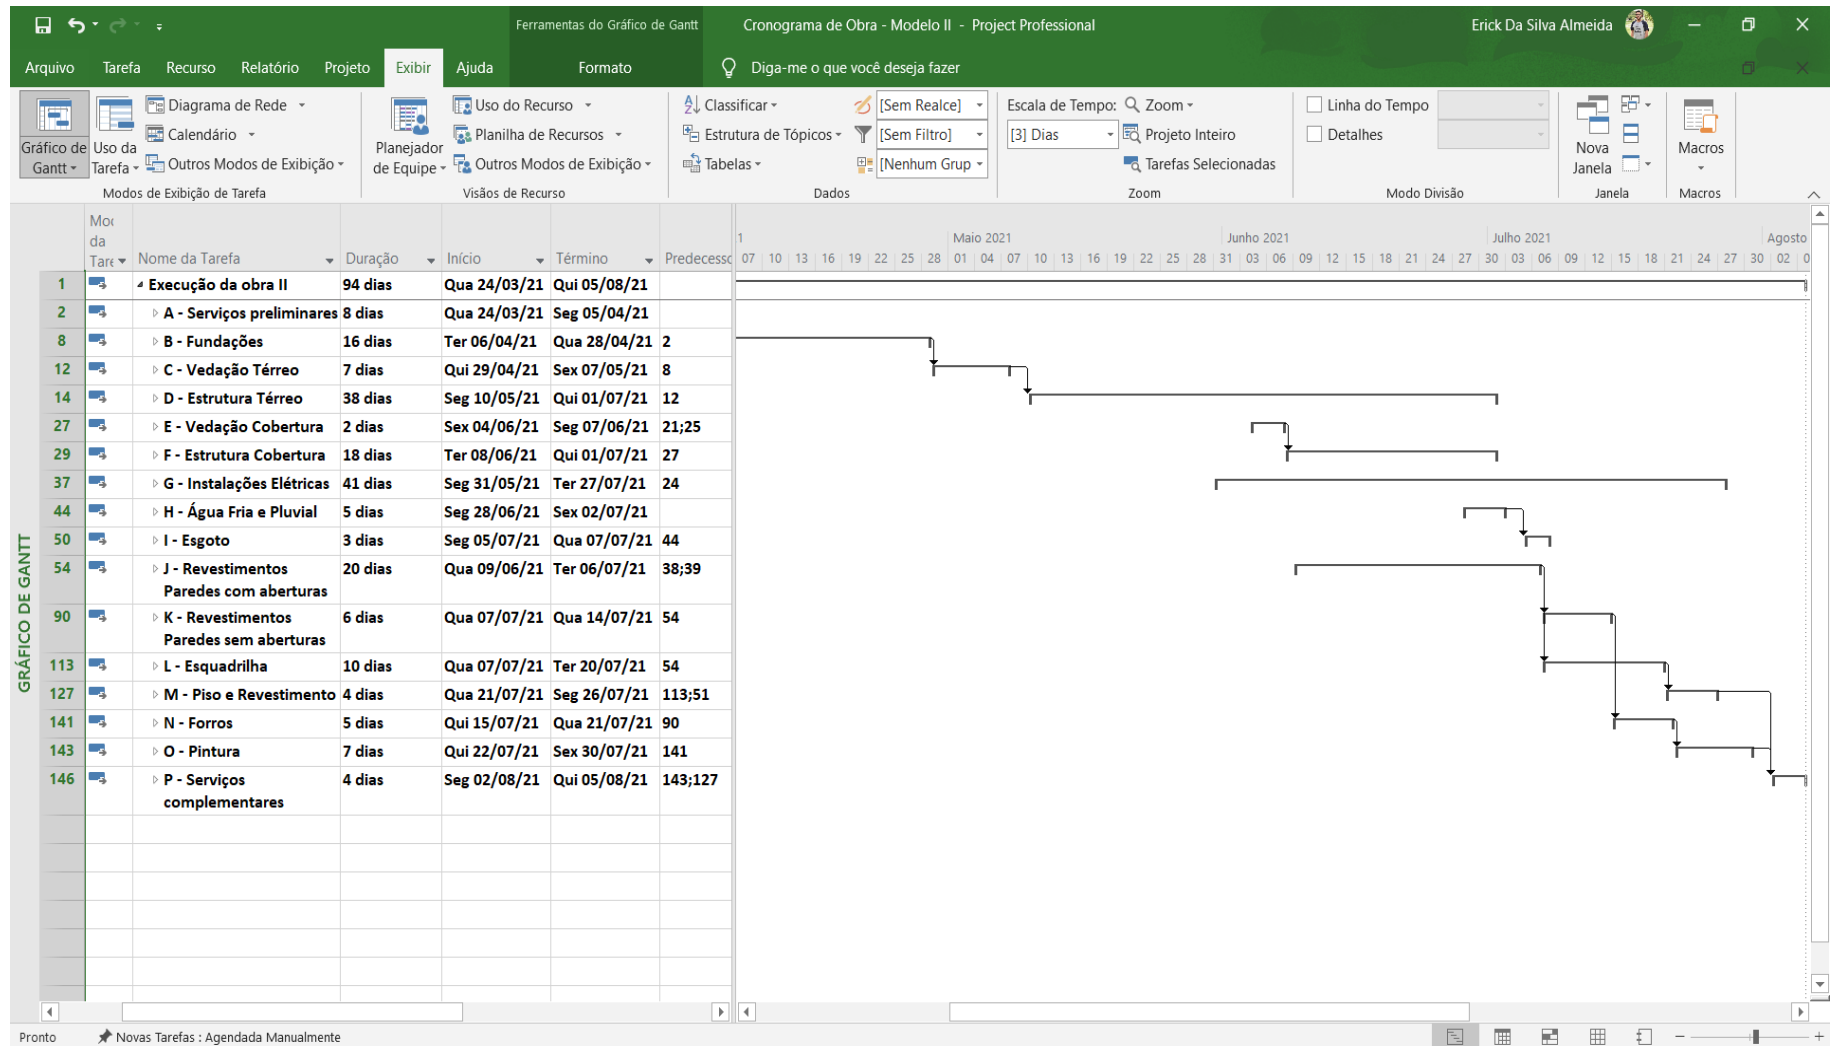 Ferramentas do Gráfico de Gantt
Cronograma de Obra - Modelo II - Project Professional
Erick Da Silva Almeida
Arquivo Tarefa Recurso Relatório Projeto Exibir Ajuda Formato Diga-me o que você deseja fazer
Gráfico de Gantt
Uso da Tarefa
Diagrama de Rede
Calendário
Outros Modos de Exibição
Modos de Exibição de Tarefa
Planejador de Equipe
Uso do Recurso
Planilha de Recursos
Outros Modos de Exibição
Visões de Recurso
Classificar
Estrutura de Tópicos
Tabelas
[Sem Realce]
[Sem Filtro]
[Nenhum Grup
Dados
Escala de Tempo:
[3] Dias
Zoom
Projeto Inteiro
Tarefas Selecionadas
Zoom
Linha do Tempo
Detalhes
Modo Divisão
Nova Janela
Janela
Macros
Macros
da
Nome da Tarefa Duração Início Término Predecesso
1 Maio 2021 Junho 2021 Julho 2021 Agosto
07 10 13 16 19 22 25 28 01 04 07 10 13 16 19 22 25 28 31 03 06 09 12 15 18 21 24 27 30 03 06 09 12 15 18 21 24 27 30 02 0
1 Execução da obra II 94 dias Qua 24/03/21 Qui 05/08/21
2 A - Serviços preliminares 8 dias Qua 24/03/21 Seg 05/04/21
8 B - Fundações 16 dias Ter 06/04/21 Qua 28/04/21 2
12 C - Vedação Térreo 7 dias Qui 29/04/21 Sex 07/05/21 8
14 D - Estrutura Térreo 38 dias Seg 10/05/21 Qui 01/07/21 12
27 E - Vedação Cobertura 2 dias Sex 04/06/21 Seg 07/06/21 21;25
29 F - Estrutura Cobertura 18 dias Ter 08/06/21 Qui 01/07/21 27
37 G - Instalações Elétricas 41 dias Seg 31/05/21 Ter 27/07/21 24
44 H - Água Fria e Pluvial 5 dias Seg 28/06/21 Sex 02/07/21
50 I - Esgoto 3 dias Seg 05/07/21 Qua 07/07/21 44
54 J - Revestimentos 20 dias Qua 09/06/21 Ter 06/07/21 38;39
Paredes com aberturas
90 K - Revestimentos 6 dias Qua 07/07/21 Qua 14/07/21 54
Paredes sem aberturas
113 L - Esquadrilha 10 dias Qua 07/07/21 Ter 20/07/21 54
127 M - Piso e Revestimento 4 dias Qua 21/07/21 Seg 26/07/21 113;51
141 N - Forros 5 dias Qui 15/07/21 Qua 21/07/21 90
143 O - Pintura 7 dias Qui 22/07/21 Sex 30/07/21 141
146 P - Serviços 4 dias Seg 02/08/21 Qui 05/08/21 143;127
complementares
GRÁFICO DE GANTT
Pronto Novas Tarefas : Agendada Manualmente